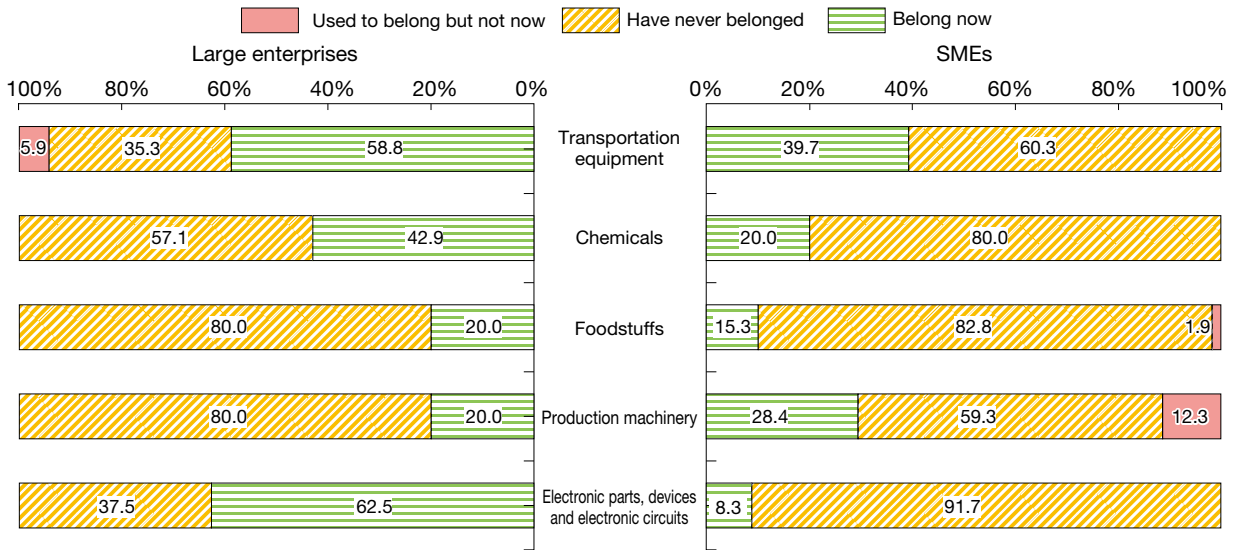 Used to belong but not now Have never belonged Belong now
Large enterprises SMEs
100% 80% 60% 40% 20% 0% 0% 20% 40% 60% 80% 100%
5.9 35.3 58.8 Transportation 39.7 60.3
equipment
57.1 42.9 Chemicals 20.0 80.0
80.0 20.0 Foodstuffs 15.3 82.8 1.9
80.0 20.0 Production machinery 28.4 59.3 12.3
37.5 62.5 Electronic parts, devices 8.3 91.7
and electronic circuits